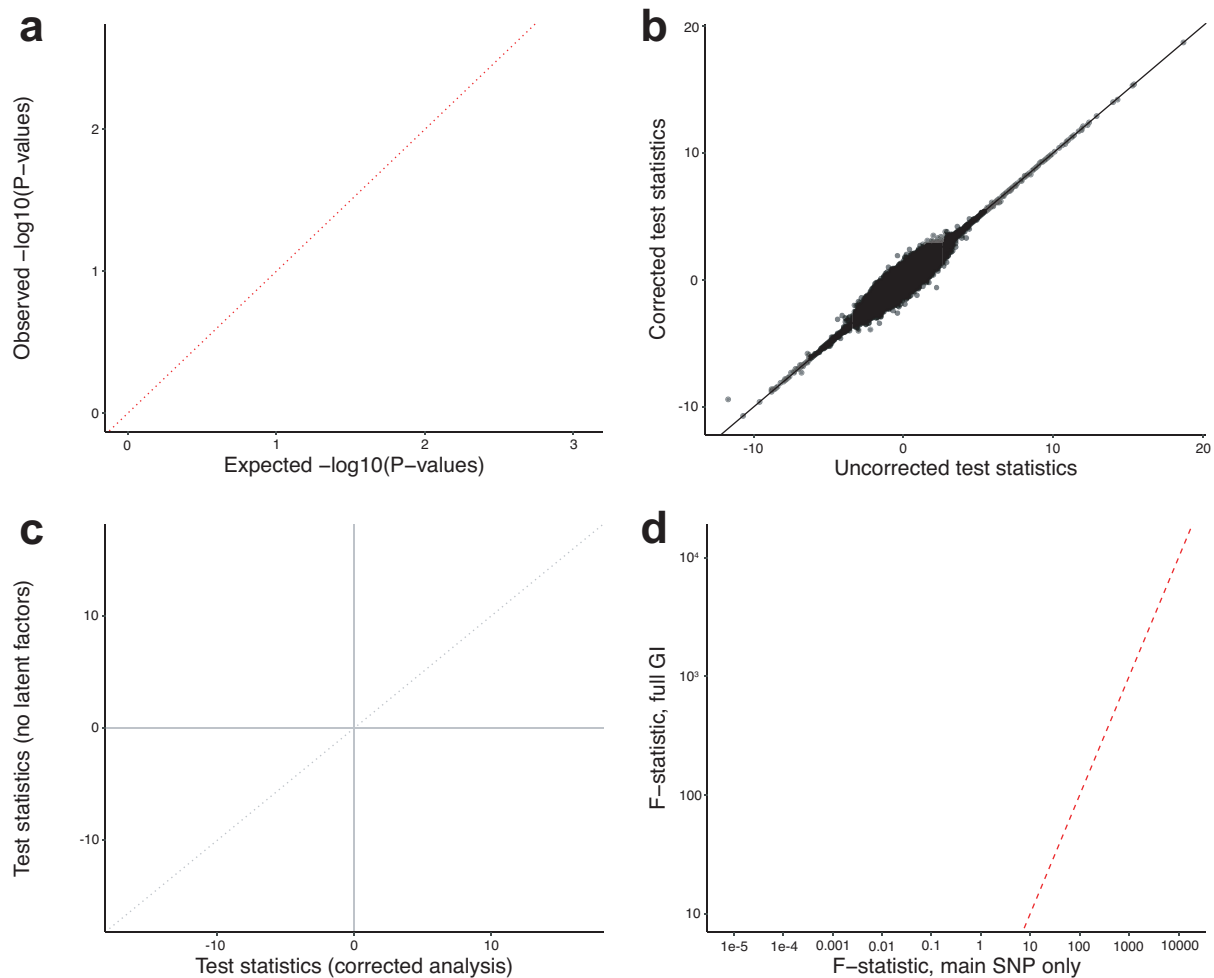 a
Observed −log10(P−values)
2
1
0
0 1 2 3
Expected −log10(P−values)
b
Corrected test statistics
20
10
0
-10
-10 0 10 20
Uncorrected test statistics
c
Test statistics (no latent factors)
10
0
-10
-10 0 10
Test statistics (corrected analysis)
d
F−statistic, full GI
10⁴
10³
100
10
1e-5 1e-4 0.001 0.01 0.1 1 10 100 1000 10000
F−statistic, main SNP only